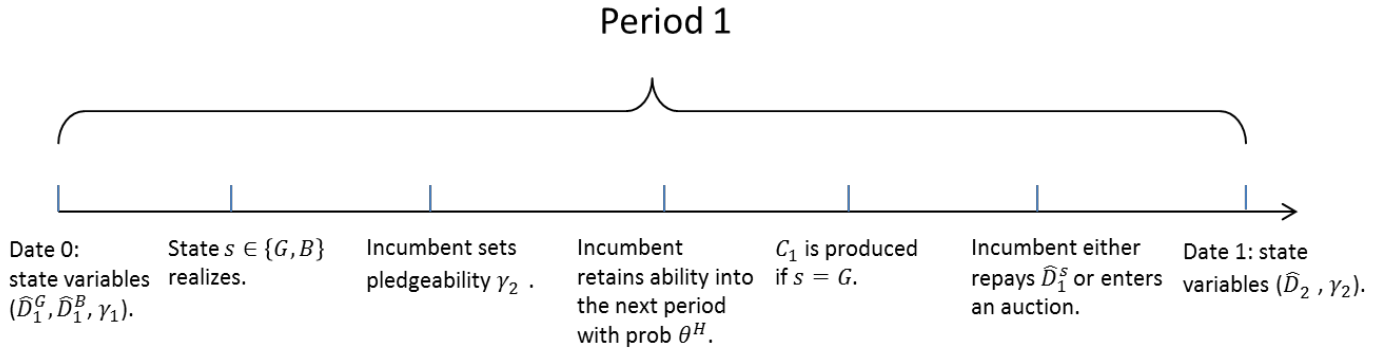 Period 1
Date 0:
state variables
(D̂₁ᴳ, D̂₁ᴮ, γ₁).
State s ∈ {G, B}
realizes.
Incumbent sets
pledgeability γ₂ .
Incumbent
retains ability into
the next period
with prob θᴴ.
C₁ is produced
if s = G.
Incumbent either
repays D̂₁ˢ or enters
an auction.
Date 1: state
variables (D̂₂ , γ₂).